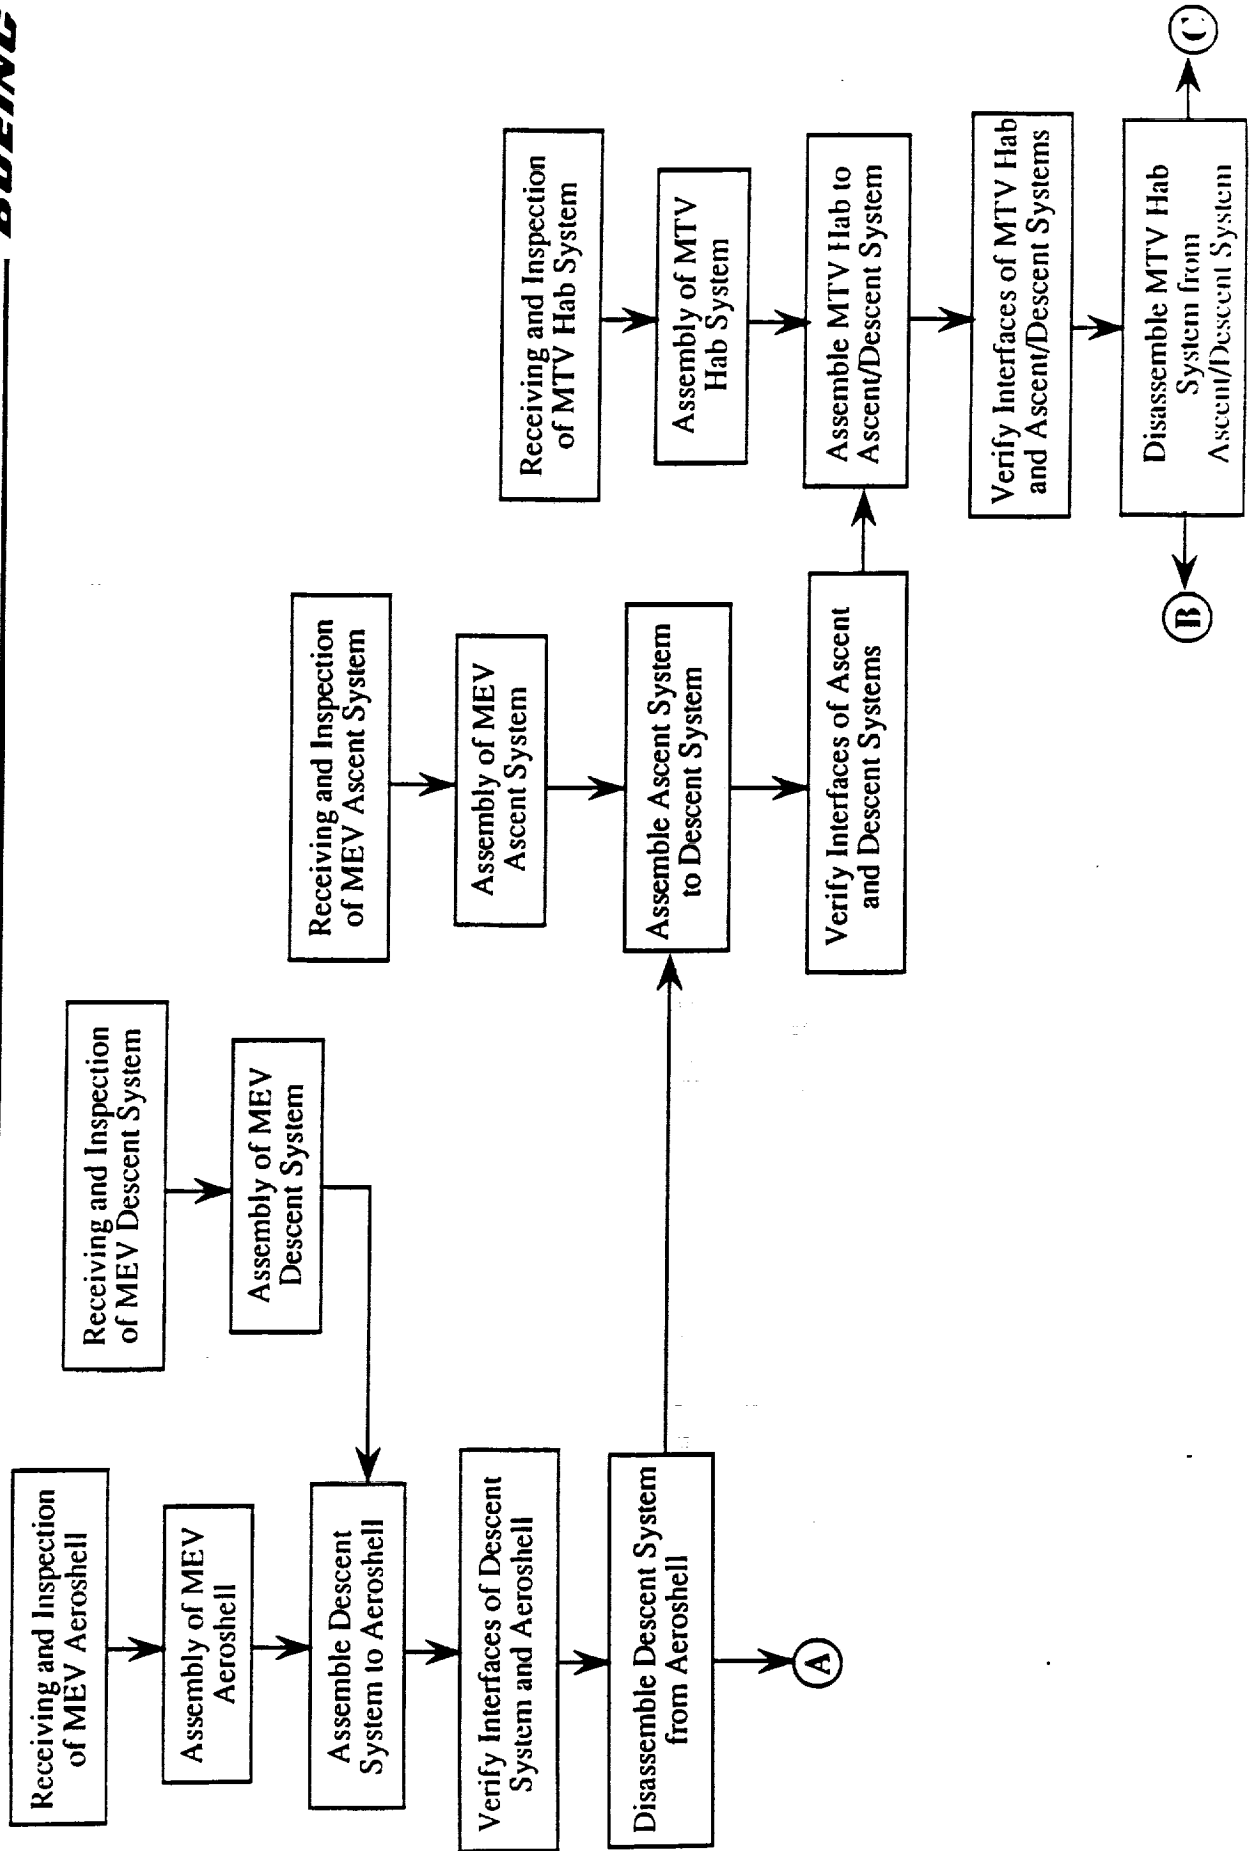 BOEING
Receiving and Inspection
of MEV Aeroshell
Assembly of MEV
Aeroshell
Assemble Descent
System to Aeroshell
Verify Interfaces of Descent
System and Aeroshell
Disassemble Descent System
from Aeroshell
A
Receiving and Inspection
of MEV Descent System
Assembly of MEV
Descent System
Receiving and Inspection
of MEV Ascent System
Assembly of MEV
Ascent System
Assemble Ascent System
to Descent System
Verify Interfaces of Ascent
and Descent Systems
Receiving and Inspection
of MTV Hab System
Assembly of MTV
Hab System
Assemble MTV Hab to
Ascent/Descent System
Verify Interfaces of MTV Hab
and Ascent/Descent Systems
Disassemble MTV Hab
System from
Ascent/Descent System
B
C